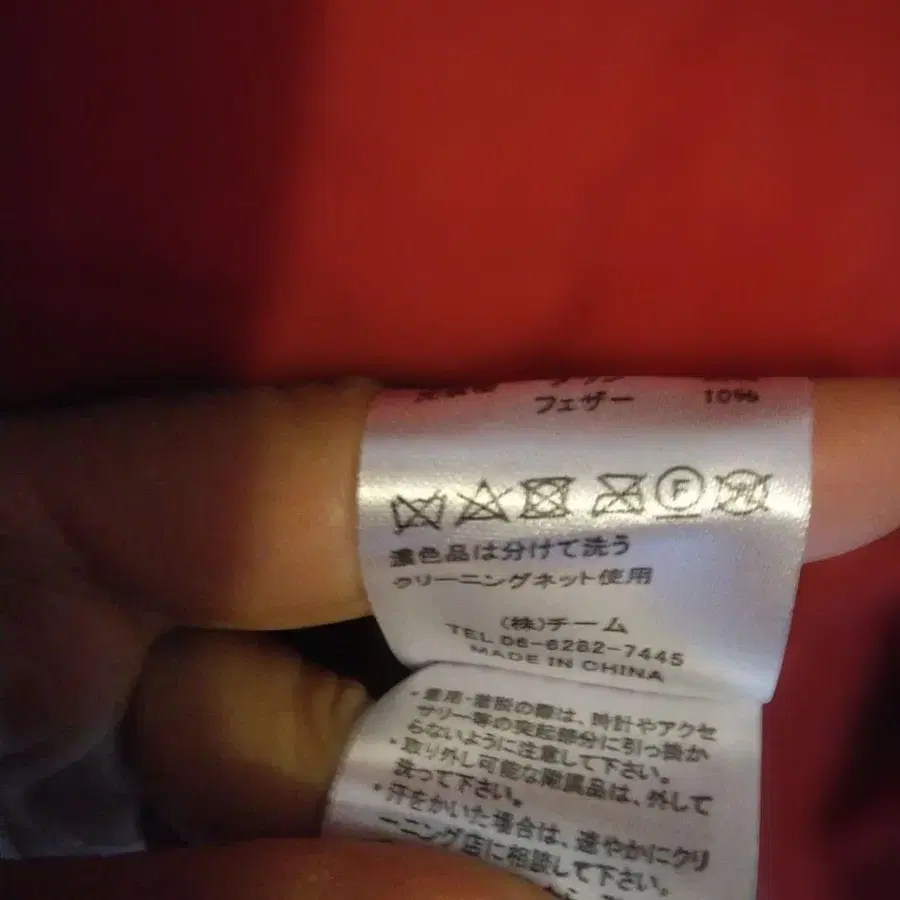 フェザー 10%
F
濃色品は分けて洗う
クリーニングネット使用
(株)チーム
TEL 06-6282-7445
MADE IN CHINA
・着用・着脱の際は、時計やアクセ
サリー等の突起部分に引っ掛か
らないように注意して下さい。
・取り外し可能な附属品は、外して
洗って下さい。
・汗をかいた場合は、速やかにクリ
ーニング店に相談して下さい。